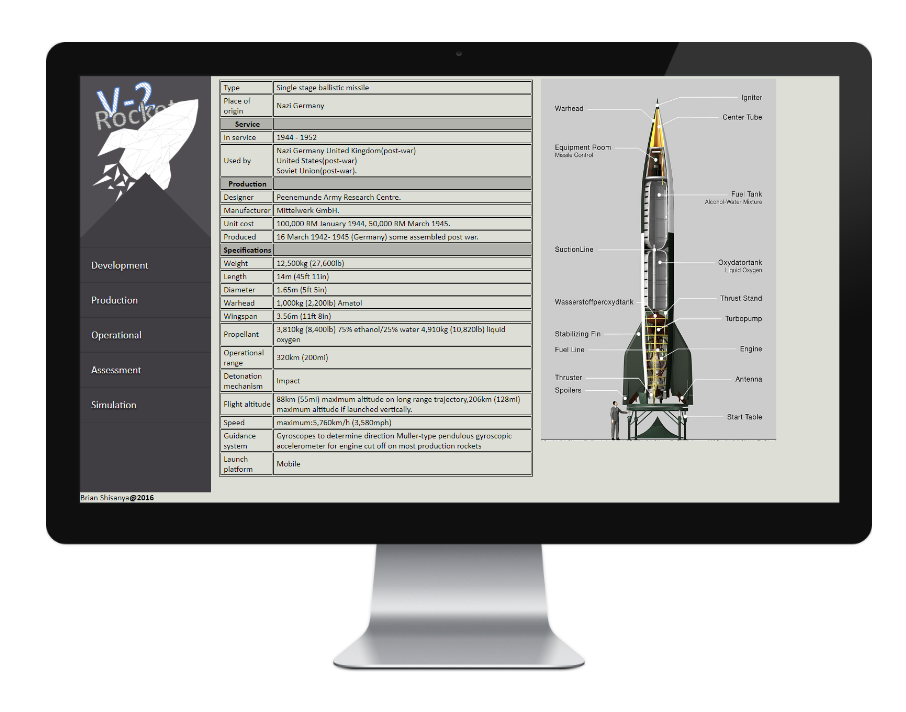 V-2
Rocket
Development
Production
Operational
Assessment
Simulation
Brian Shisanya@2016
Type Single stage ballistic missile
Place of
origin Nazi Germany
Service
In service 1944 - 1952
Used by Nazi Germany United Kingdom(post-war)
United States(post-war)
Soviet Union(post-war).
Production
Designer Peenemunde Army Research Centre.
Manufacturer Mittelwerk GmbH.
Unit cost 100,000 RM January 1944, 50,000 RM March 1945.
Produced 16 March 1942- 1945 (Germany) some assembled post war.
Specifications
Weight 12,500kg (27,600lb)
Length 14m (45ft 11in)
Diameter 1.65m (5ft 5in)
Warhead 1,000kg (2,200lb) Amatol
Wingspan 3.56m (11ft 8in)
Propellant 3,810kg (8,400lb) 75% ethanol/25% water 4,910kg (10,820lb) liquid
oxygen
Operational
range 320km (200ml)
Detonation
mechanism Impact
Flight altitude 88km (55ml) maximum altitude on long range trajectory,206km (128ml)
maximum altitude if launched vertically.
Speed maximum:5,760km/h (3,580mph)
Guidance
system Gyroscopes to determine direction Muller-type pendulous gyroscopic
accelerometer for engine cut off on most production rockets
Launch
platform Mobile
Igniter
Warhead
Center Tube
Equipment Room
Missile Control
Fuel Tank
Alcohol-Water Mixture
SuctionLine
Oxydatortank
Liquid Oxygen
Wasserstoffperoxydtank
Thrust Stand
Turbopump
Stabilizing Fin
Fuel Line
Engine
Thruster
Antenna
Spoilers
Start Table